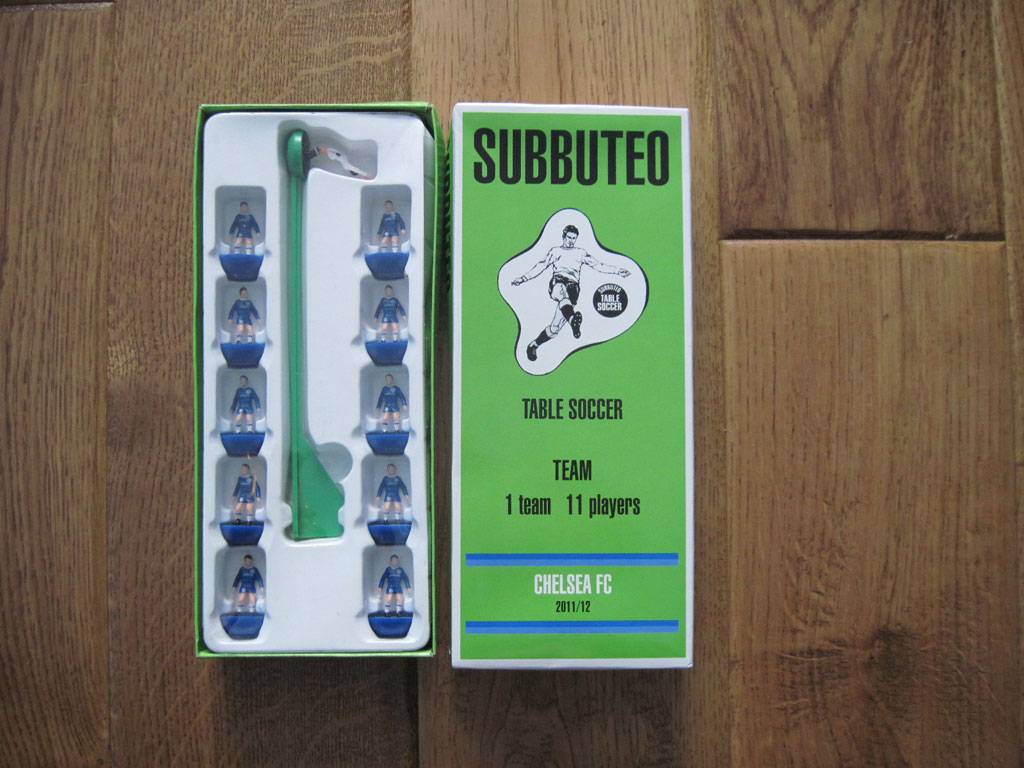 SUBBUTEO
SUBBUTEO
TABLE
SOCCER
TABLE SOCCER
TEAM
1 team 11 players
CHELSEA FC
2011/12